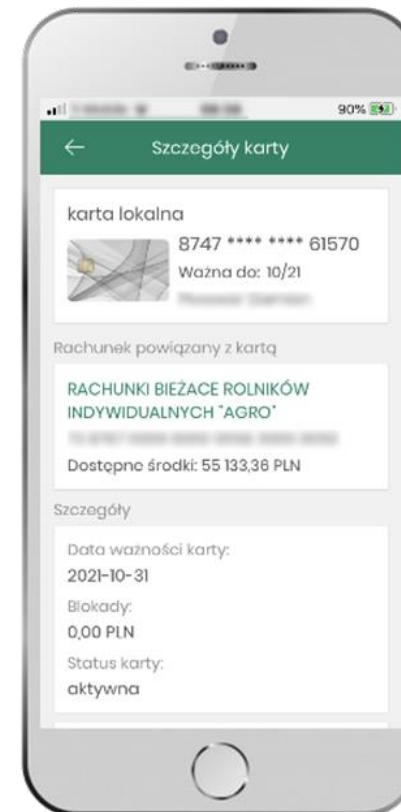 90%
Szczegóły karty
karta lokalna
8747 **** **** 61570
Ważna do: 10/21
Rachunek powiązany z kartą
RACHUNKI BIEŻACE ROLNIKÓW
INDYWIDUALNYCH "AGRO"
Dostępne środki: 55 133,36 PLN
Szczegóły
Data ważności karty:
2021-10-31
Blokady:
0,00 PLN
Status karty:
aktywna